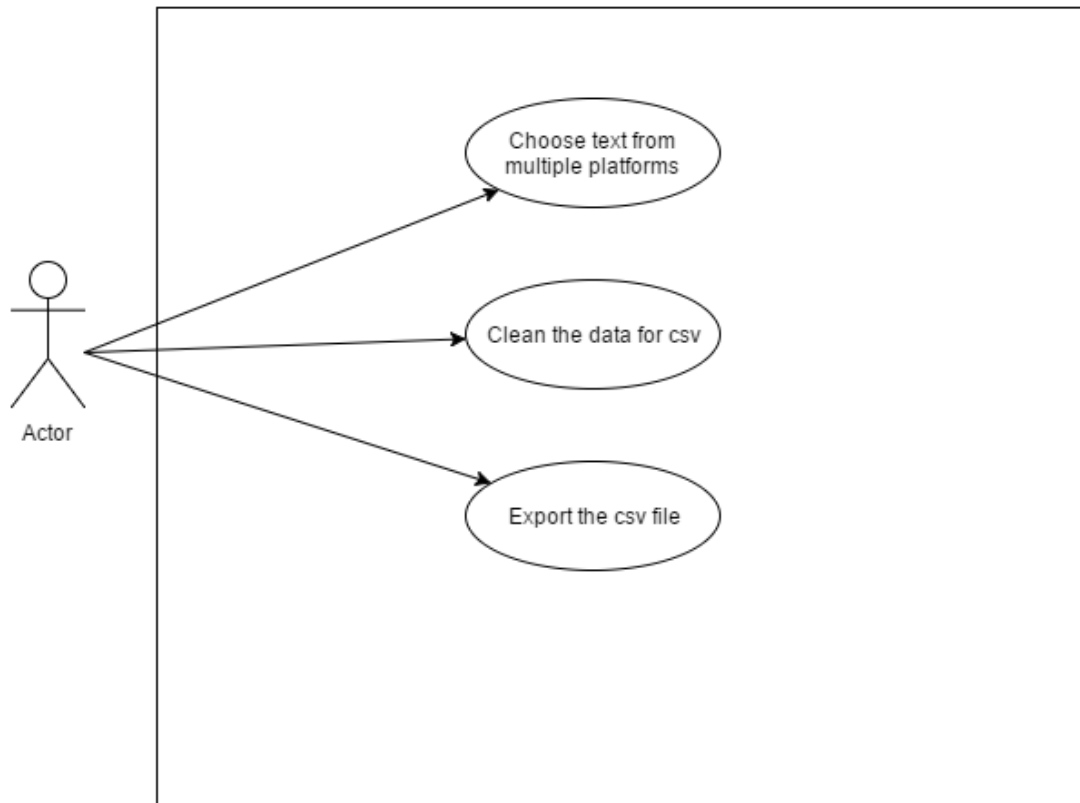 Choose text from
multiple platforms
Clean the data for csv
Actor
Export the csv file